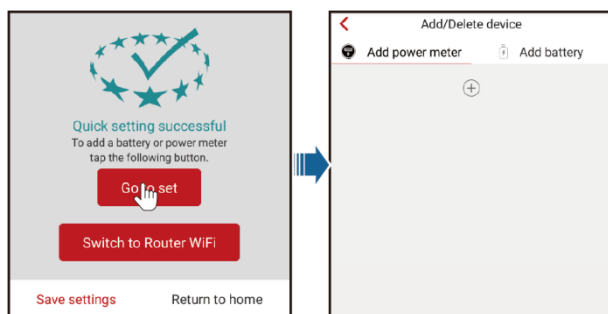 Quick setting successful
To add a battery or power meter
tap the following button.
Go to set
Switch to Router WiFi
Save settings
Return to home
Add/Delete device
Add power meter
Add battery